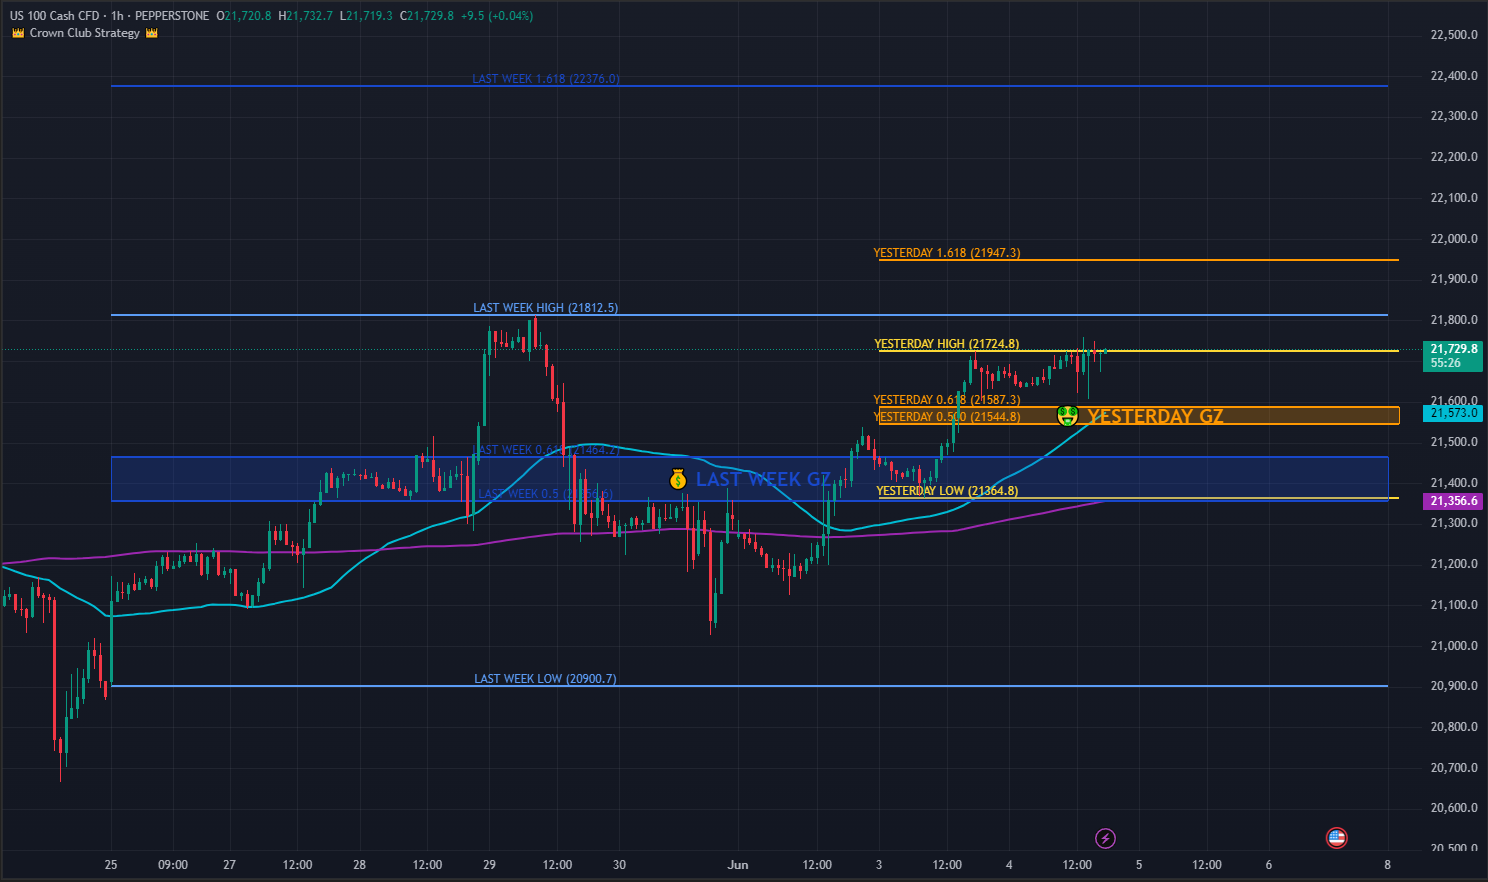 US 100 Cash CFD · 1h · PEPPERSTONE O21,720.8 H21,732.7 L21,719.3 C21,729.8 +9.5 (+0.04%)
Crown Club Strategy
22,500.0
LAST WEEK 1.618 (22376.0)
22,400.0
22,300.0
22,200.0
22,100.0
22,000.0
YESTERDAY 1.618 (21947.3)
21,900.0
LAST WEEK HIGH (21812.5)
21,800.0
YESTERDAY HIGH (21724.8)
21,729.8
55:26
YESTERDAY 0.618 (21587.3)
21,600.0
YESTERDAY 0.500 (21544.8)
YESTERDAY GZ
21,573.0
21,500.0
LAST WEEK GZ
21,400.0
YESTERDAY LOW (21364.8)
LAST WEEK 0.5
21,356.6
21,300.0
21,200.0
21,100.0
21,000.0
LAST WEEK LOW (20900.7)
20,900.0
20,800.0
20,700.0
20,600.0
20,500.0
25 09:00 27 12:00 28 12:00 29 12:00 30 Jun 12:00 3 12:00 4 12:00 5 12:00 6 8